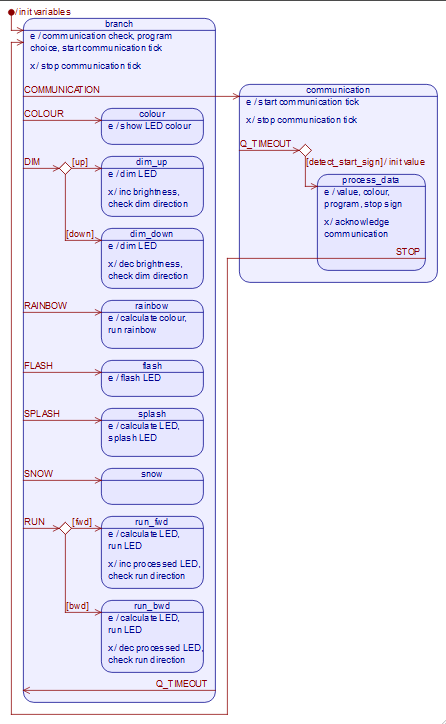 / init variables
branch
e / communication check, program
choice, start communication tick
x / stop communication tick
COMMUNICATION
communication
e / start communication tick
x / stop communication tick
Q_TIMEOUT
[detect_start_sign] / init value
process_data
e / value, colour,
program, stop sign
x / acknowledge
communication
STOP
COLOUR
colour
e / show LED colour
DIM
[up]
dim_up
e / dim LED
x / inc brightness,
check dim direction
[down]
dim_down
e / dim LED
x / dec brightness,
check dim direction
RAINBOW
rainbow
e / calculate colour,
run rainbow
FLASH
flash
e / flash LED
SPLASH
splash
e / calculate LED,
splash LED
SNOW
snow
RUN
[fwd]
run_fwd
e / calculate LED,
run LED
x / inc processed LED,
check run direction
[bwd]
run_bwd
e / calculate LED,
run LED
x / dec processed LED,
check run direction
Q_TIMEOUT